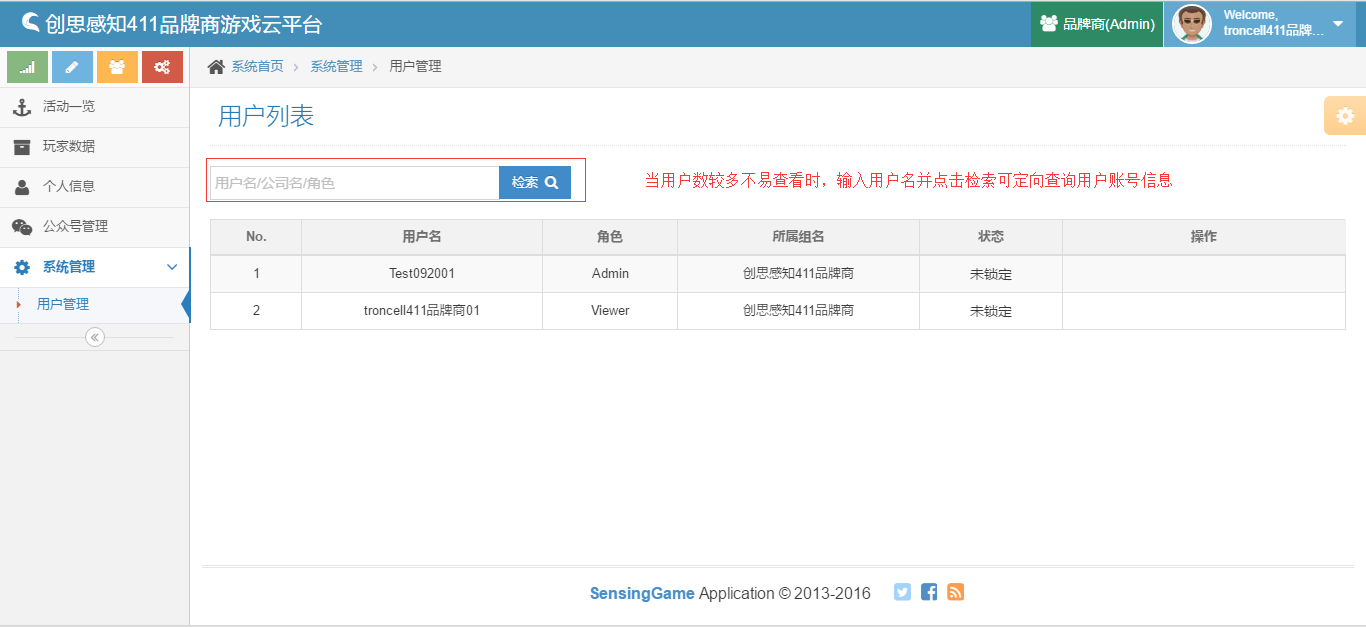 创思感知411品牌商游戏云平台
品牌商(Admin)
Welcome,
troncell411品牌...
系统首页 > 系统管理 > 用户管理
活动一览
玩家数据
个人信息
公众号管理
系统管理
用户管理
用户列表
用户名/公司名/角色 检索
当用户数较多不易查看时，输入用户名并点击检索可定向查询用户账号信息
No. 用户名 角色 所属组名 状态 操作
1 Test092001 Admin 创思感知411品牌商 未锁定
2 troncell411品牌商01 Viewer 创思感知411品牌商 未锁定
SensingGame Application © 2013-2016